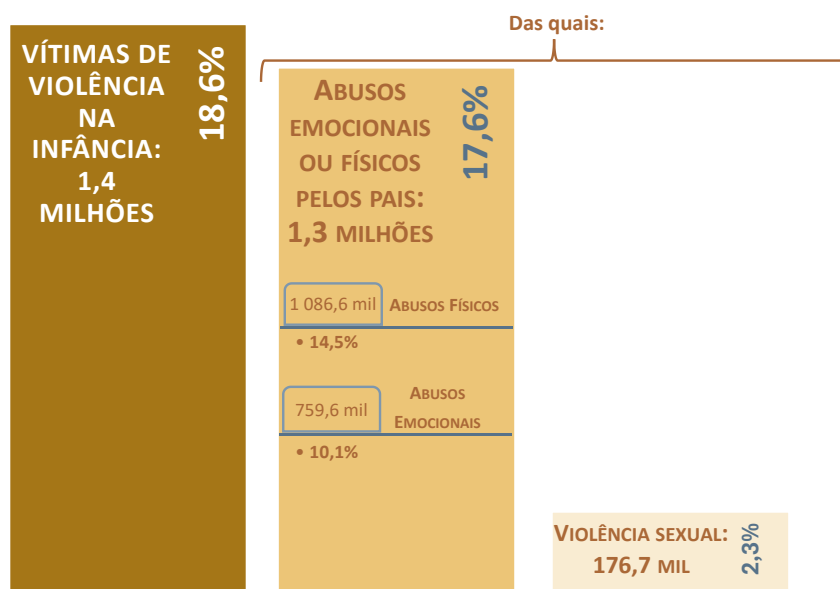 Das quais:
VÍTIMAS DE
VIOLÊNCIA
NA
INFÂNCIA:
1,4
MILHÕES
18,6%
ABUSOS
EMOCIONAIS
OU FÍSICOS
PELOS PAIS:
1,3 MILHÕES
17,6%
1 086,6 mil ABUSOS FÍSICOS
• 14,5%
759,6 mil
ABUSOS
EMOCIONAIS
• 10,1%
VIOLÊNCIA SEXUAL:
176,7 MIL
2,3%